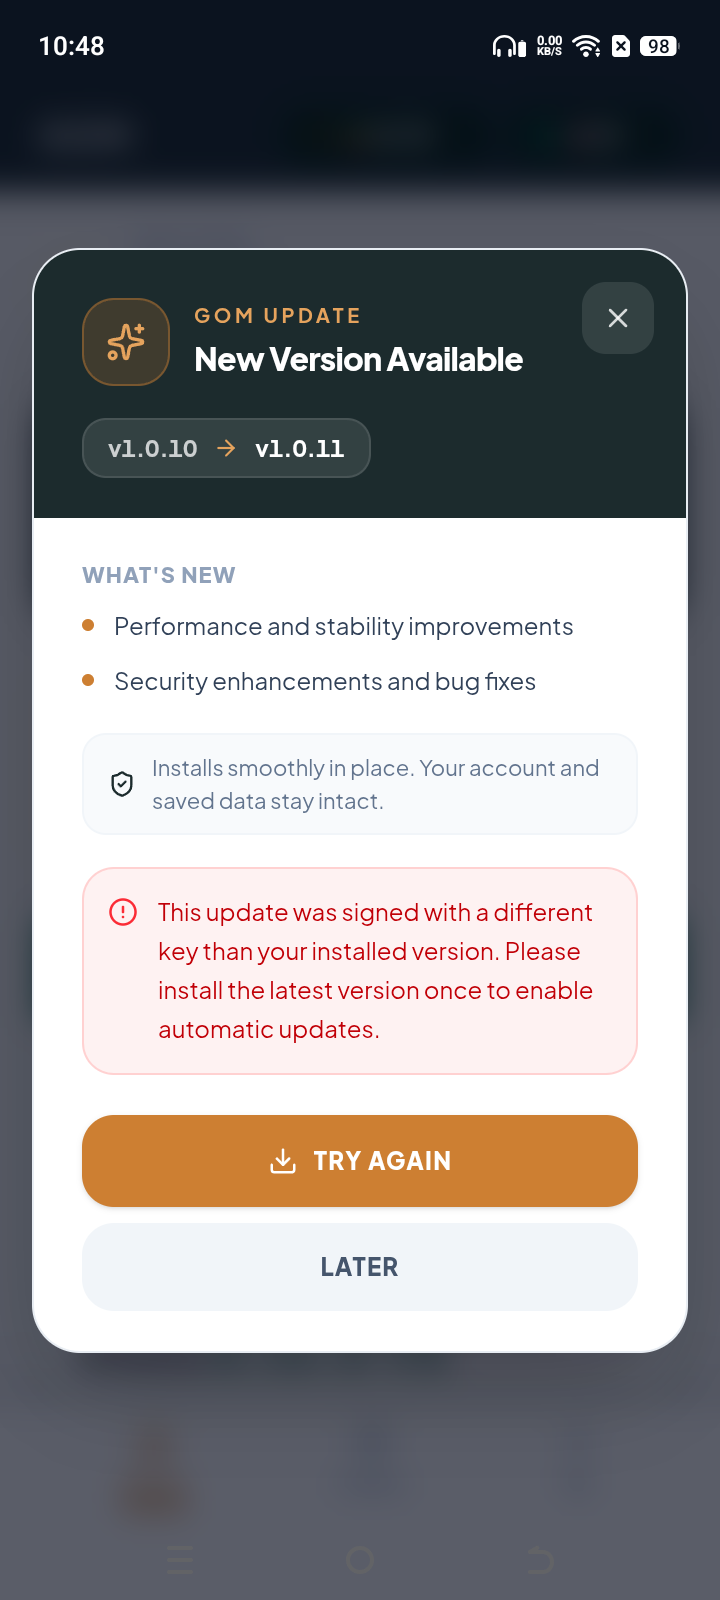 10:48
0.00
KB/S
98
GOM UPDATE
New Version Available
v1.0.10 → v1.0.11
WHAT'S NEW
Performance and stability improvements
Security enhancements and bug fixes
Installs smoothly in place. Your account and
saved data stay intact.
This update was signed with a different
key than your installed version. Please
install the latest version once to enable
automatic updates.
TRY AGAIN
LATER